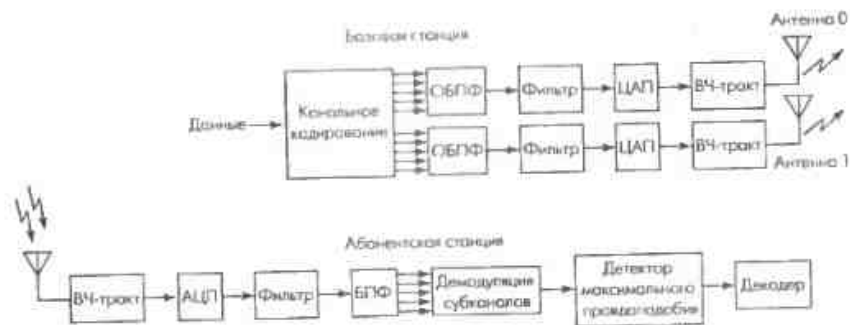 Антенна 0
Базовая станция
Данные
Канальное
кодирование
ОБПФ
Фильтр
ЦАП
ВЧ-тракт
ОБПФ
Фильтр
ЦАП
ВЧ-тракт
Антенна 1
Абонентская станция
ВЧ-тракт
АЦП
Фильтр
БПФ
Демодуляция
субканалов
Детектор
максимального
правдоподобия
Декодер